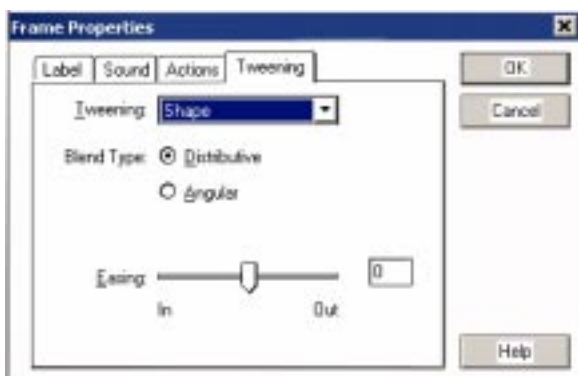 Frame Properties
Label Sound Actions Tweening
OK
Tweening: Shape
Cancel
Blend Type: Distributive
Angular
Easing: 0
In Out
Help